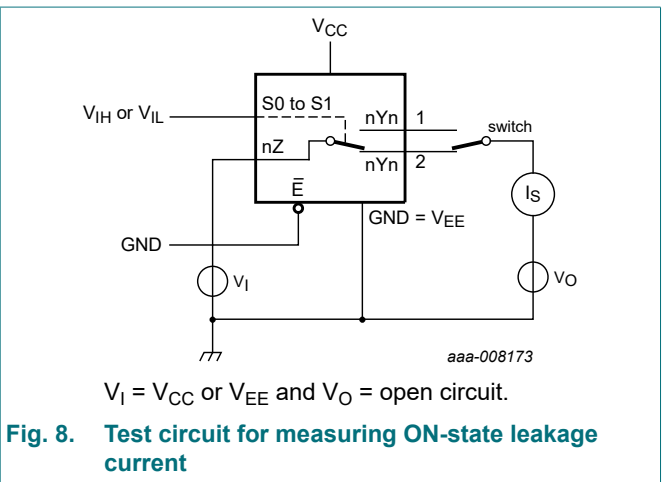 VCC
VIH or VIL
S0 to S1
nYn
1
switch
nZ
nYn
2
E̅
IS
GND = VEE
GND
VI
VO
aaa-008173
VI = VCC or VEE and VO = open circuit.
Fig. 8. Test circuit for measuring ON-state leakage
current